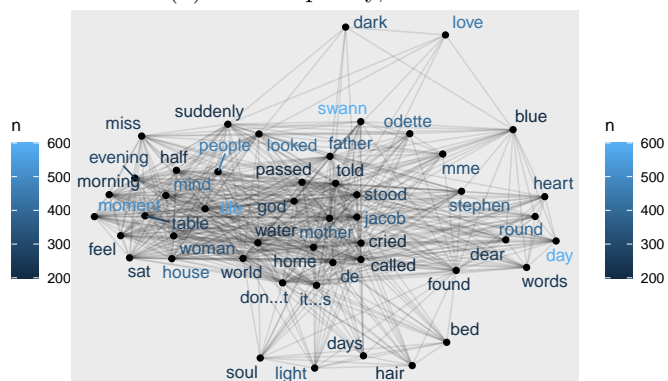 dark
love
swann
suddenly
odette
blue
miss
people
looked
father
evening
half
passed
told
mme
morning
mind
stood
heart
moment
god
stephen
table
jacob
round
water
mother
feel
woman
cried
dear
day
sat
house
world
home
de
called
found
words
don...t
it...s
bed
days
soul
light
hair
n
600
500
400
300
200
n
600
500
400
300
200